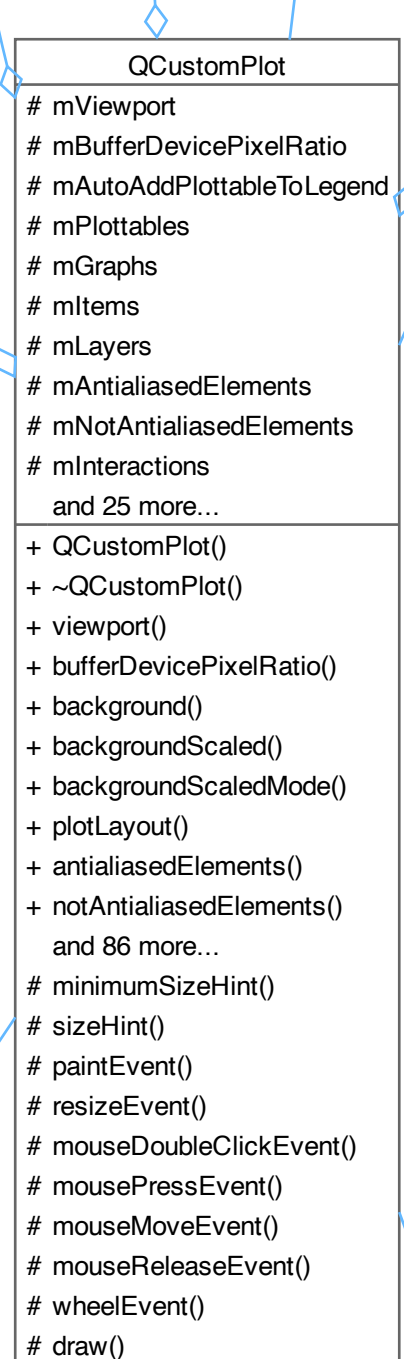 QCustomPlot
# mViewport
# mBufferDevicePixelRatio
# mAutoAddPlottableToLegend
# mPlottables
# mGraphs
# mItems
# mLayers
# mAntialiasedElements
# mNotAntialiasedElements
# mInteractions
and 25 more...
+ QCustomPlot()
+ ~QCustomPlot()
+ viewport()
+ bufferDevicePixelRatio()
+ background()
+ backgroundScaled()
+ backgroundScaledMode()
+ plotLayout()
+ antialiasedElements()
+ notAntialiasedElements()
and 86 more...
# minimumSizeHint()
# sizeHint()
# paintEvent()
# resizeEvent()
# mouseDoubleClickEvent()
# mousePressEvent()
# mouseMoveEvent()
# mouseReleaseEvent()
# wheelEvent()
# draw()